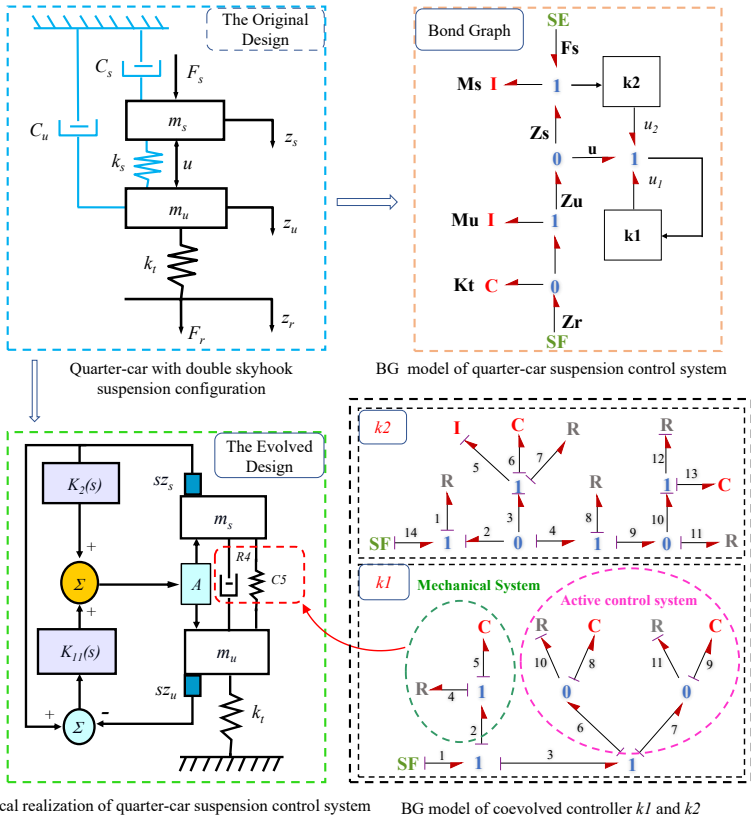 The Original
Design
C_s
F_s
C_u
m_s
z_s
k_s
u
m_u
z_u
k_t
z_r
F_r
Quarter-car with double skyhook
suspension configuration
Bond Graph
SE
Fs
Ms I 1 k2
Zs u_2
0 u 1
Zu u_1
Mu I 1 k1
Kt C 0
Zr
SF
BG model of quarter-car suspension control system
The Evolved
Design
K_2(s)
sz_s
m_s
+
R4
Σ A C5
+
K_11(s)
m_u
sz_u
+ -
Σ
k_t
cal realization of quarter-car suspension control system
k2
I C R R
5 6 7 12
R 1 R 1 13 C
1 3 8 10
SF 14 1 2 0 4 1 9 0 11 R
k1
Mechanical System
Active control system
C R C R C
5 10 8 11 9
R 4 1 0 0
2 6 7
SF 1 1 3 1
BG model of coevolved controller k1 and k2